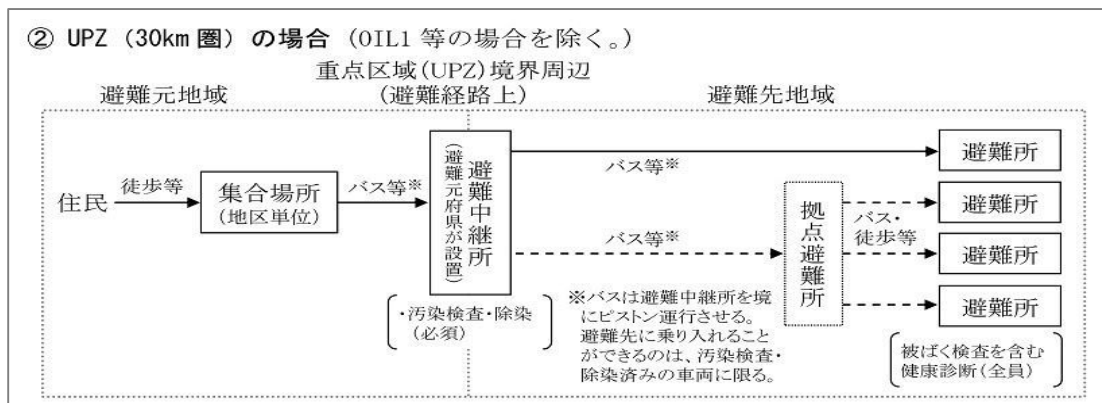 ② UPZ（30km 圏）の場合（OIL1 等の場合を除く。）
重点区域(UPZ)境界周辺
避難元地域
(避難経路上)
避難先地域
住民
徒歩等
集合場所
(地区単位)
バス等※
避難中継所
(避難元府県が設置)
バス等※
避難所
バス等※
拠点避難所
バス・
徒歩等
避難所
避難所
避難所
・汚染検査・除染
(必須)
※バスは避難中継所を境
にピストン運行させる。
避難先に乗り入れること
ができるのは、汚染検査・
除染済みの車両に限る。
被ばく検査を含む
健康診断(全員)